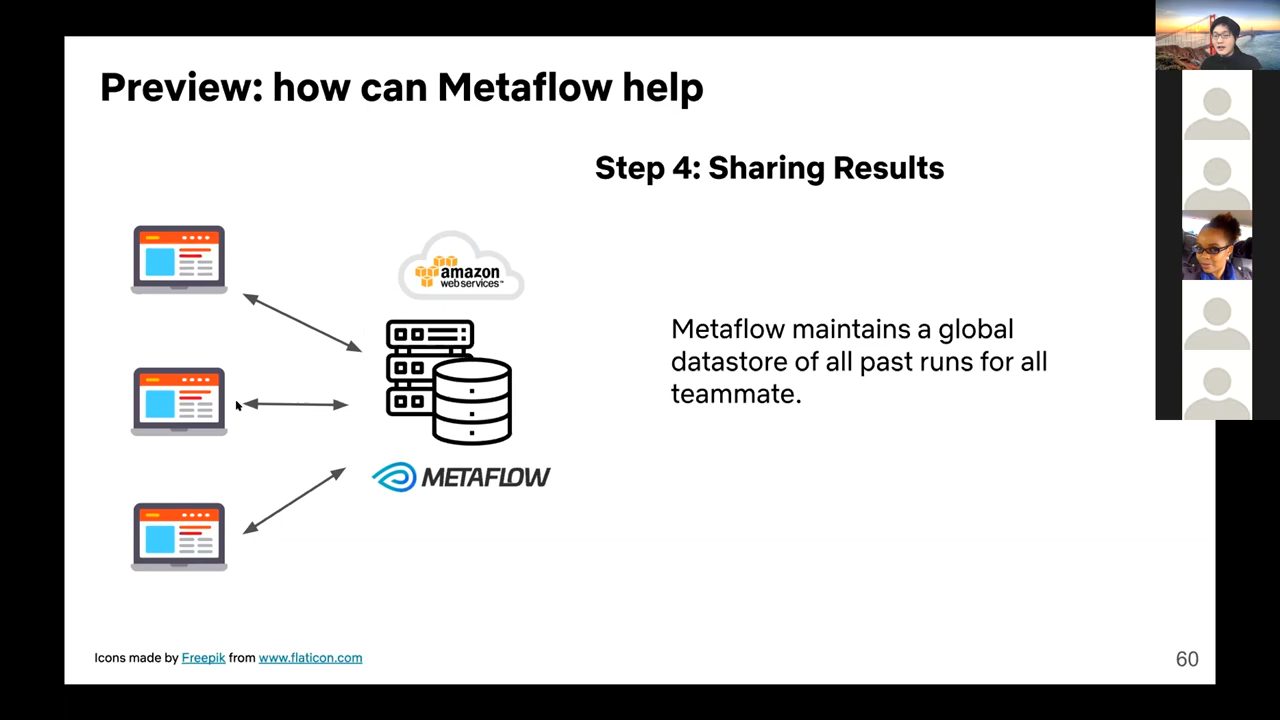 Preview: how can Metaflow help
Step 4: Sharing Results
amazon
web services™
Metaflow maintains a global
datastore of all past runs for all
teammate.
METAFLOW
Icons made by Freepik from www.flaticon.com
60